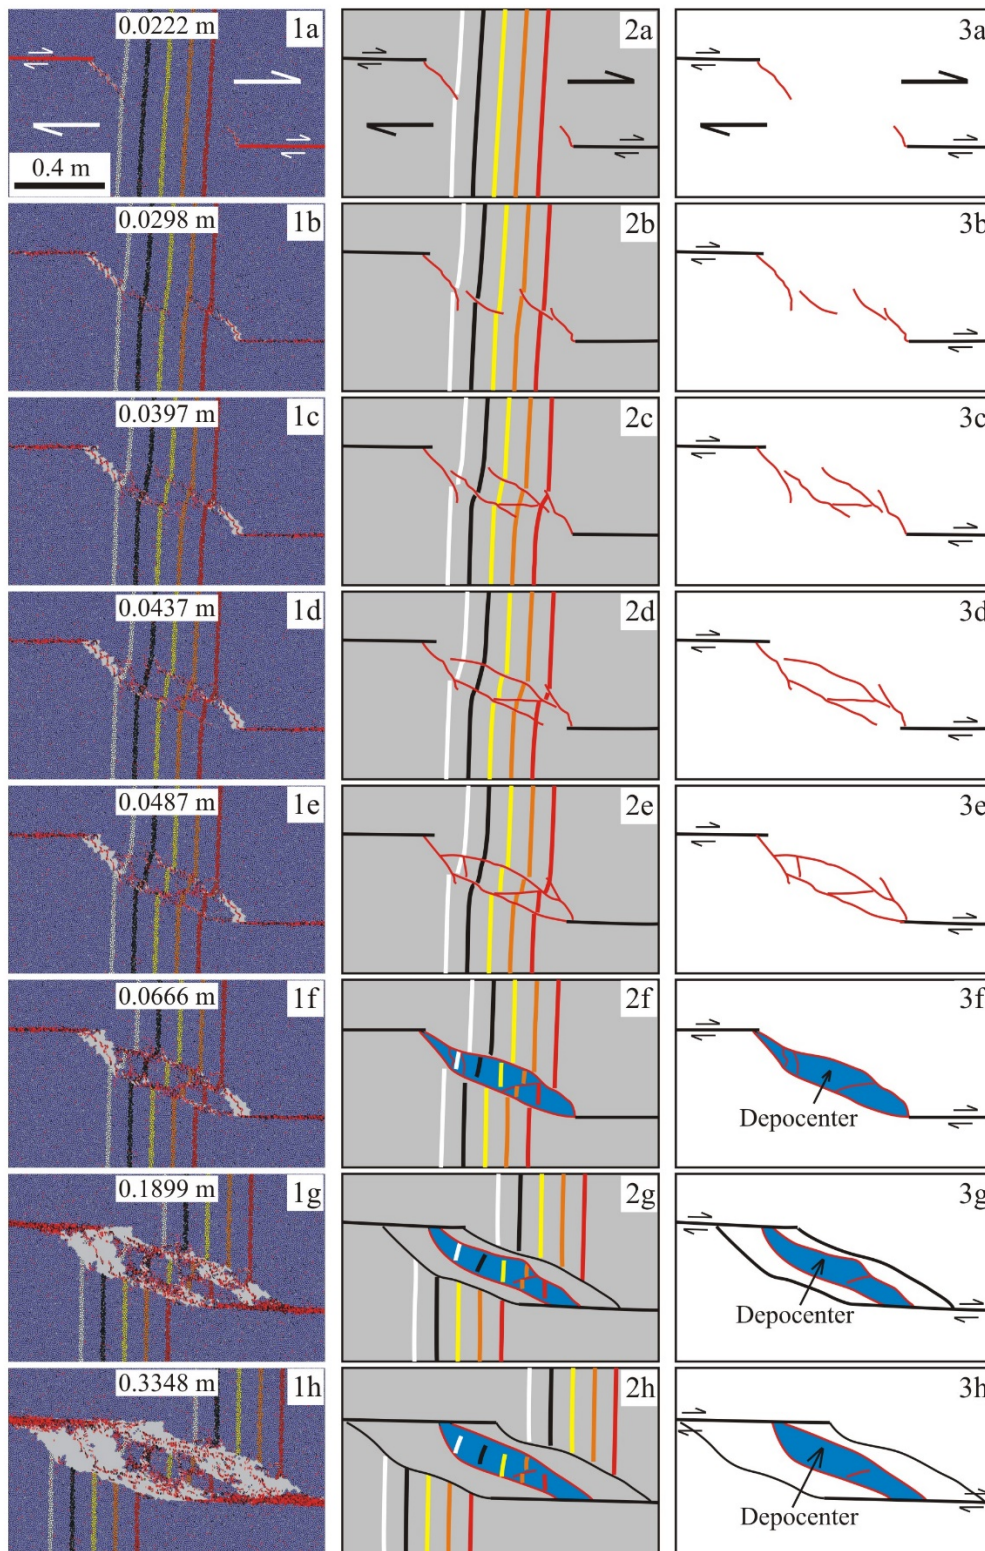 0.0222 m 1a 2a 3a
0.4 m
0.0298 m 1b 2b 3b
0.0397 m 1c 2c 3c
0.0437 m 1d 2d 3d
0.0487 m 1e 2e 3e
0.0666 m 1f 2f 3f
Depocenter
0.1899 m 1g 2g 3g
Depocenter
0.3348 m 1h 2h 3h
Depocenter